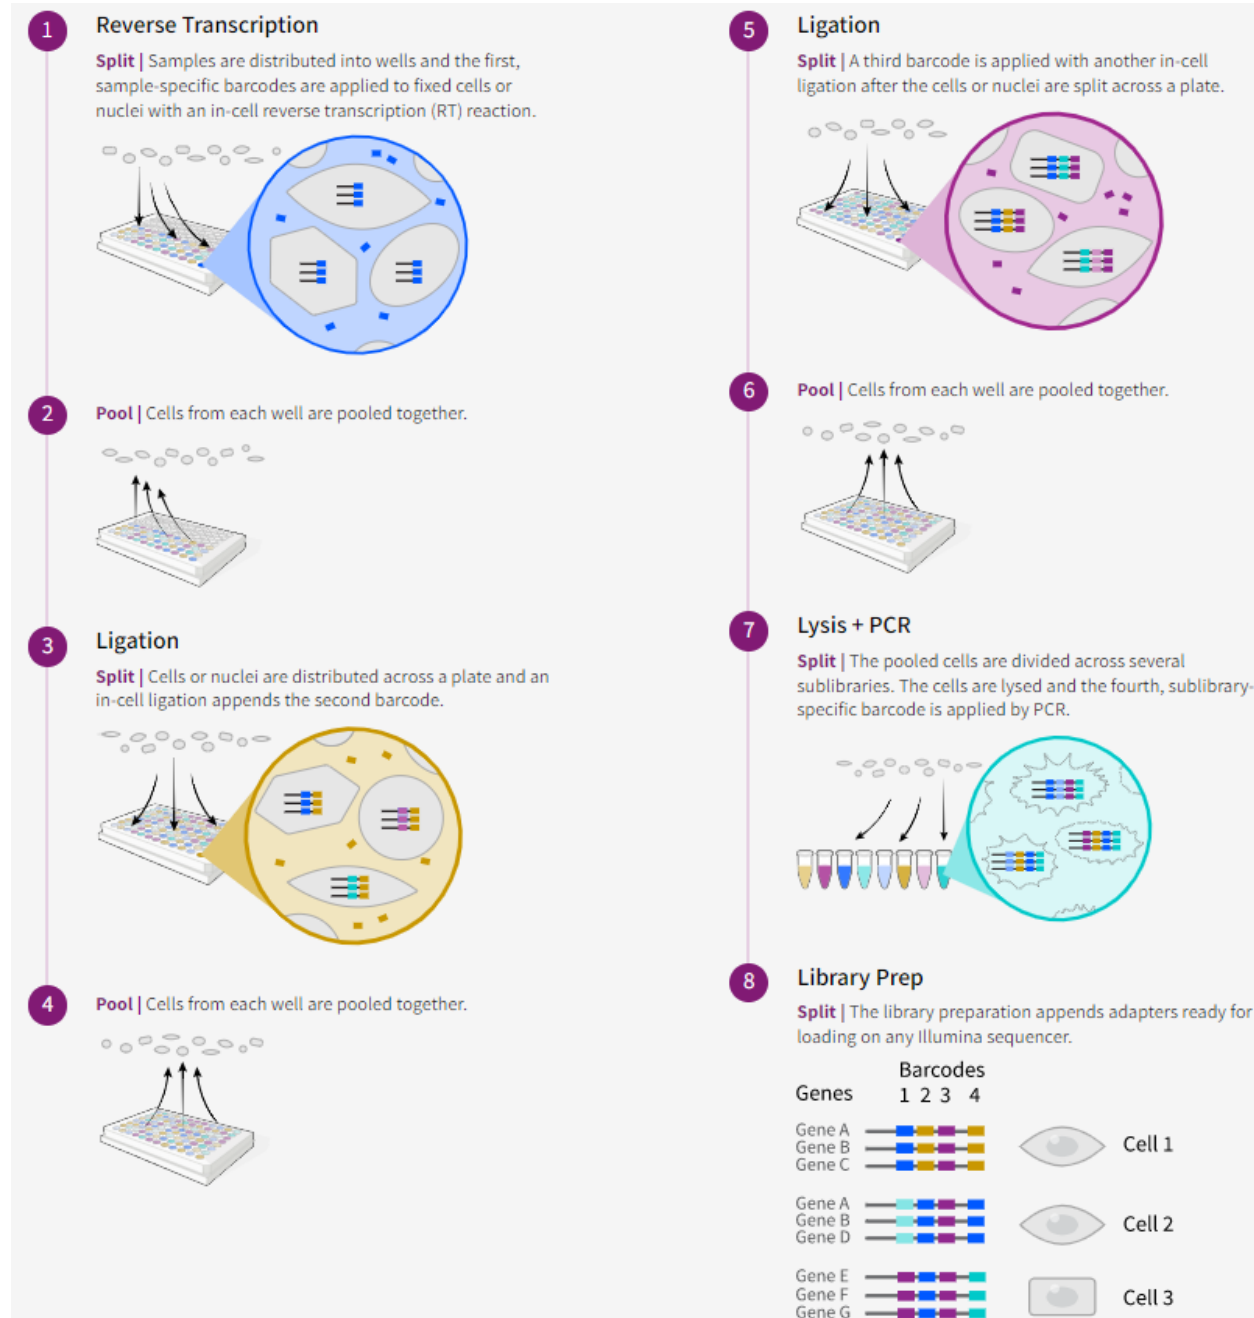 1
Reverse Transcription
Split | Samples are distributed into wells and the first,
sample-specific barcodes are applied to fixed cells or
nuclei with an in-cell reverse transcription (RT) reaction.
2
Pool | Cells from each well are pooled together.
3
Ligation
Split | Cells or nuclei are distributed across a plate and an
in-cell ligation appends the second barcode.
4
Pool | Cells from each well are pooled together.
5
Ligation
Split | A third barcode is applied with another in-cell
ligation after the cells or nuclei are split across a plate.
6
Pool | Cells from each well are pooled together.
7
Lysis + PCR
Split | The pooled cells are divided across several
sublibraries. The cells are lysed and the fourth, sublibrary-
specific barcode is applied by PCR.
8
Library Prep
Split | The library preparation appends adapters ready for
loading on any Illumina sequencer.
Barcodes
Genes 1 2 3 4
Gene A
Gene B
Gene C
Cell 1
Gene A
Gene B
Gene D
Cell 2
Gene E
Gene F
Gene G
Cell 3